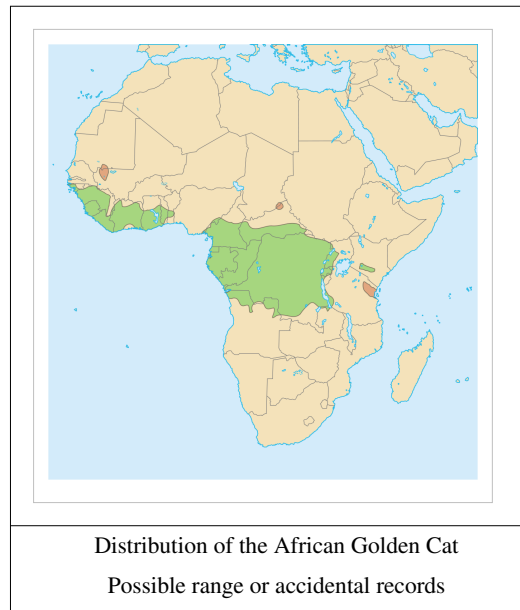 Distribution of the African Golden Cat
Possible range or accidental records